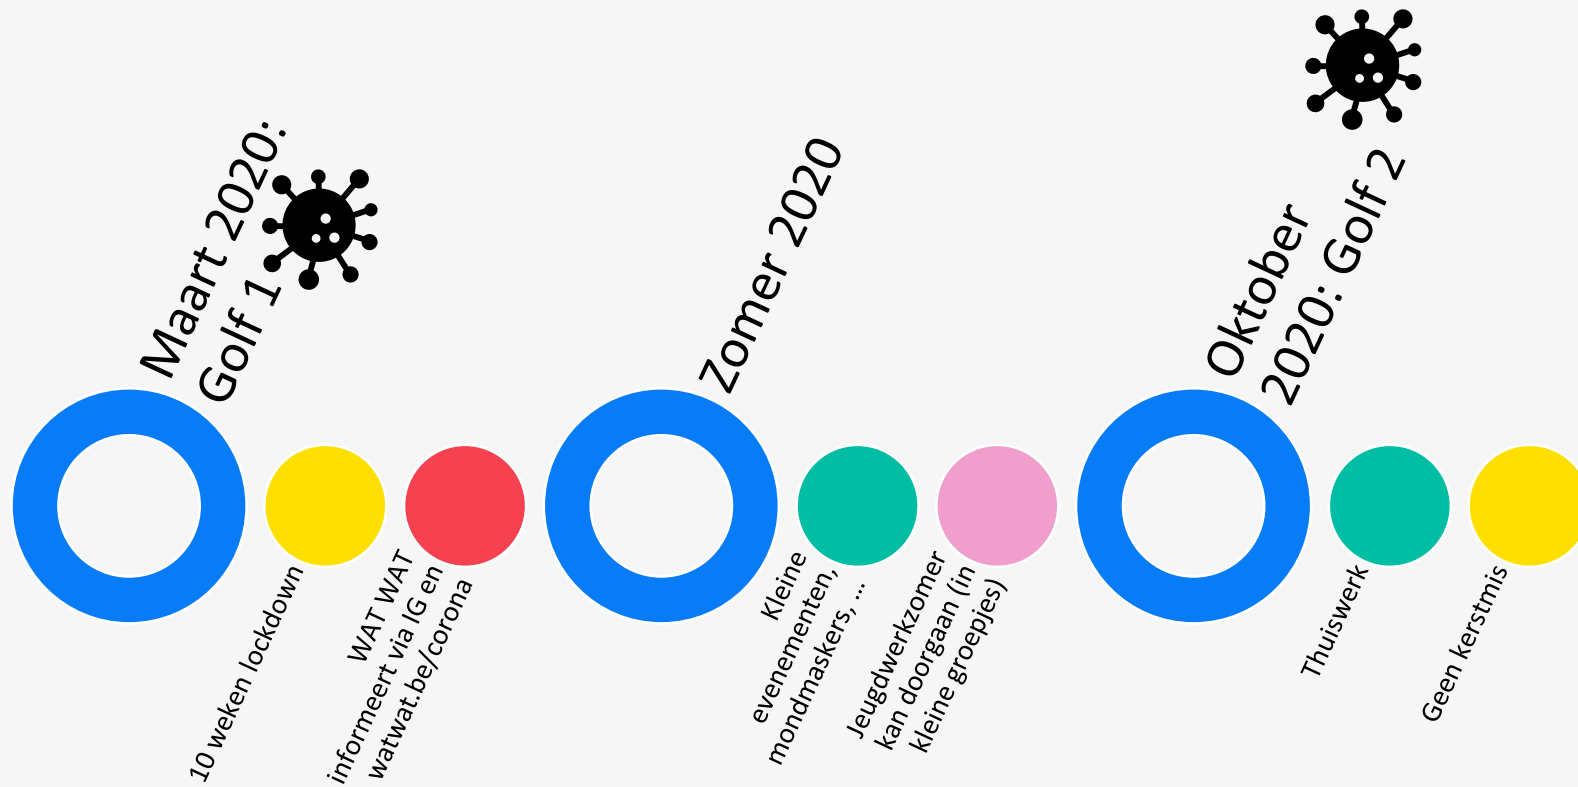 Maart 2020:
Golf 1
10 weken lockdown
WAT WAT
informeert via IG en
watwat.be/corona
Zomer 2020
Kleine
evenementen,
mondmaskers, ...
Jeugdwerkzomer
kan doorgaan (in
kleine groepjes)
Oktober
2020: Golf 2
Thuiswerk
Geen kerstmis